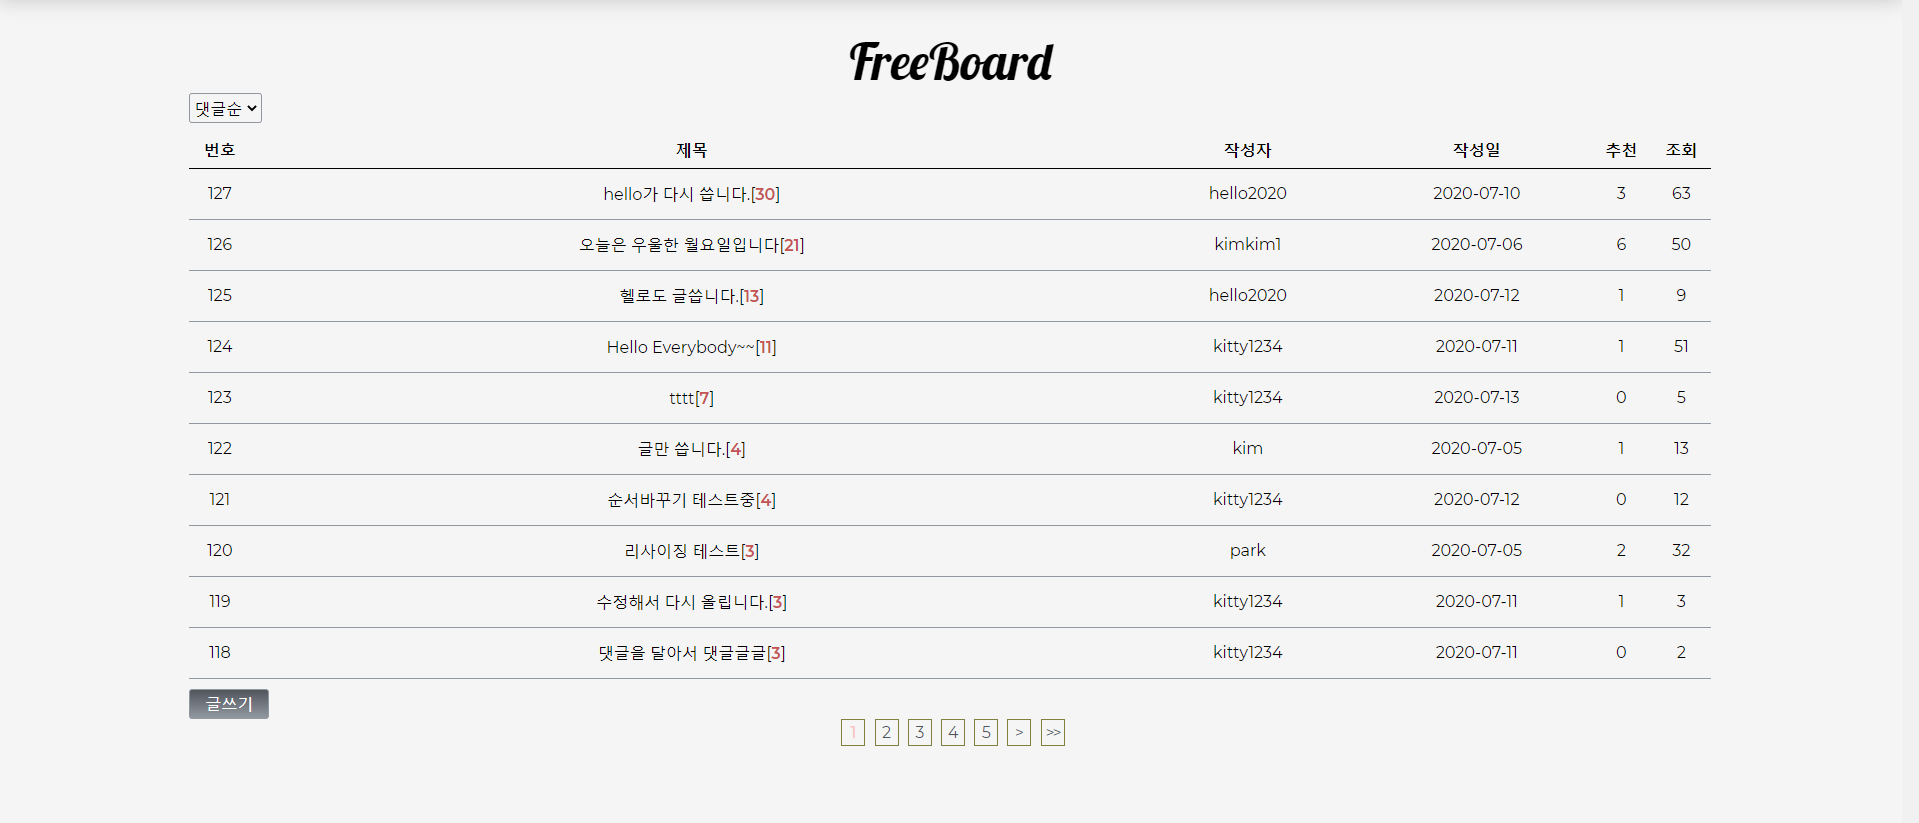 FreeBoard
댓글순
번호 제목 작성자 작성일 추천 조회
127 hello가 다시 씁니다.[30] hello2020 2020-07-10 3 63
126 오늘은 우울한 월요일입니다[21] kimkim1 2020-07-06 6 50
125 헬로도 글씁니다.[13] hello2020 2020-07-12 1 9
124 Hello Everybody~~[11] kitty1234 2020-07-11 1 51
123 tttt[7] kitty1234 2020-07-13 0 5
122 글만 씁니다.[4] kim 2020-07-05 1 13
121 순서바꾸기 테스트중[4] kitty1234 2020-07-12 0 12
120 리사이징 테스트[3] park 2020-07-05 2 32
119 수정해서 다시 올립니다.[3] kitty1234 2020-07-11 1 3
118 댓글을 달아서 댓글글글[3] kitty1234 2020-07-11 0 2
글쓰기
1 2 3 4 5 > >>